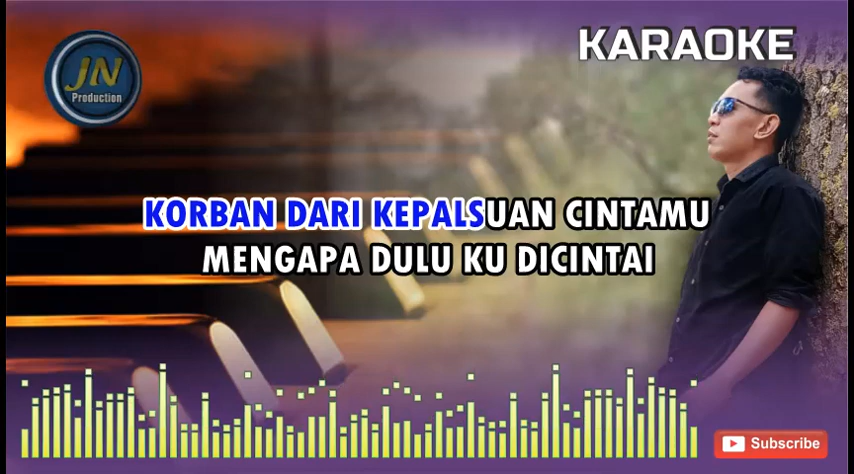 JN
Production
KARAOKE
KORBAN DARI KEPALSUAN CINTAMU
MENGAPA DULU KU DICINTAI
Subscribe